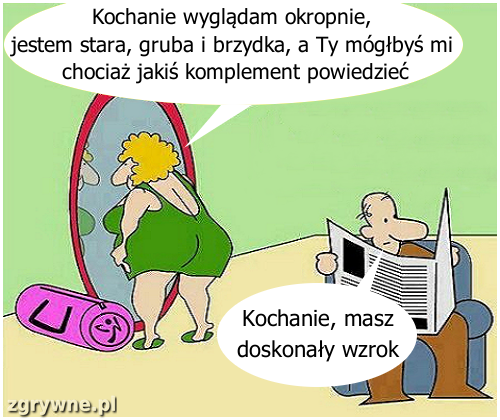 Kochanie wyglądam okropnie,
jestem stara, gruba i brzydka, a Ty mógłbyś mi
chociaż jakiś komplement powiedzieć
Kochanie, masz
doskonały wzrok
zgrywne.pl